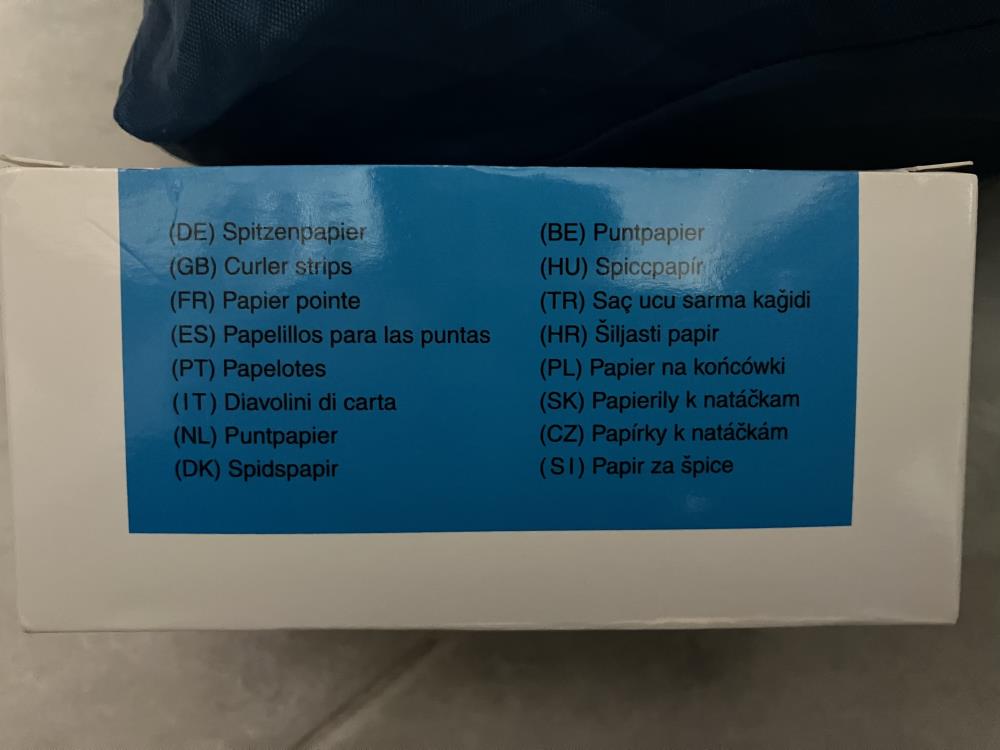 (DE) Spitzenpapier
(GB) Curler strips
(FR) Papier pointe
(ES) Papelillos para las puntas
(PT) Papelotes
(IT) Diavolini di carta
(NL) Puntpapier
(DK) Spidspapir
(BE) Puntpapier
(HU) Spiccpapír
(TR) Saç ucu sarma kağidi
(HR) Šiljasti papir
(PL) Papier na końcówki
(SK) Papierily k natáčkam
(CZ) Papírky k natáčkám
(SI) Papir za špice